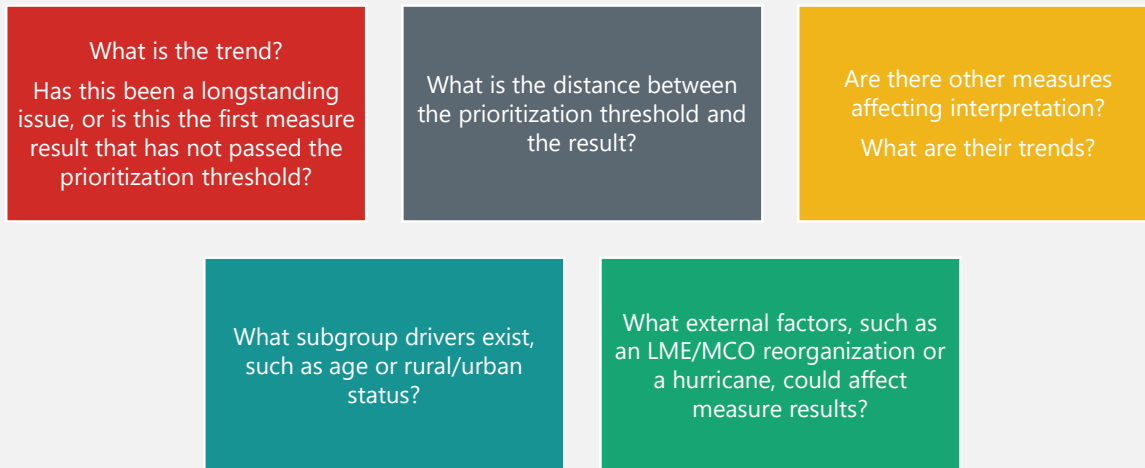 What is the trend?
Has this been a longstanding
issue, or is this the first measure
result that has not passed the
prioritization threshold?
What is the distance between
the prioritization threshold and
the result?
Are there other measures
affecting interpretation?
What are their trends?
What subgroup drivers exist,
such as age or rural/urban
status?
What external factors, such as
an LME/MCO reorganization or
a hurricane, could affect
measure results?